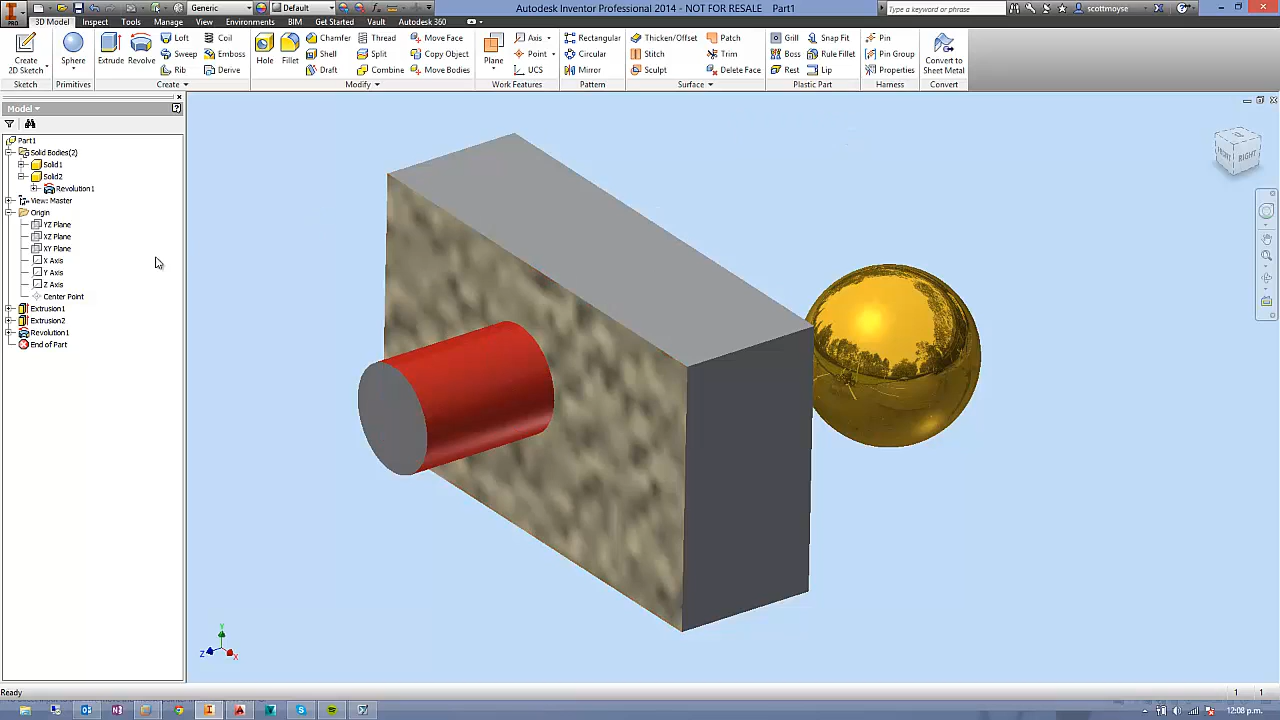 Generic Default Autodesk Inventor Professional 2014 - NOT FOR RESALE Part1 Type a keyword or phrase scottmoyse
PRO 3D Model Inspect Tools Manage View Environments BIM Get Started Vault Autodesk 360
Loft Coil Chamfer Thread Move Face Axis Rectangular Thicken/Offset Patch Grill Snap Fit Pin
Sweep Emboss Shell Split Copy Object Point Circular Stitch Trim Boss Rule Fillet Pin Group
Create 2D Sketch Sphere Extrude Revolve Hole Fillet Plane Convert to Sheet Metal
Rib Derive Draft Combine Move Bodies UCS Mirror Sculpt Delete Face Rest Lip Properties
Sketch Primitives Create Modify Work Features Pattern Surface Plastic Part Harness Convert
Model
Part1
Solid Bodies(2)
Solid1
Solid2
Revolution1
View: Master
Origin
YZ Plane
XZ Plane
XY Plane
X Axis
Y Axis
Z Axis
Center Point
Extrusion1
Extrusion2
Revolution1
End of Part
FRONT RIGHT
Y
Z X
Ready 1 1
12:08 p.m.